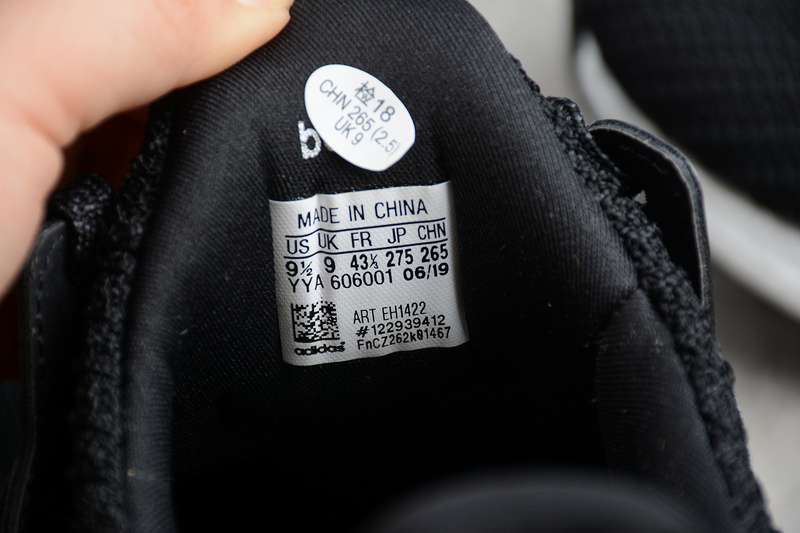 检18
CHN 265 (2.5)
UK 9
b
MADE IN CHINA
US UK FR JP CHN
9½ 9 43⅓ 275 265
YYA 606001 06/19
ART EH1422
#122939412
adidas FnCZ262k01467